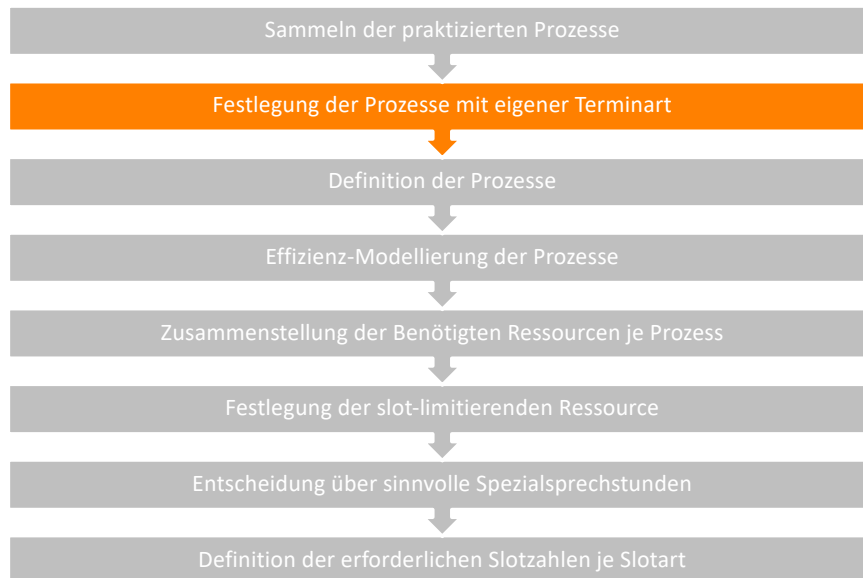 Sammeln der praktizierten Prozesse
Festlegung der Prozesse mit eigener Terminart
Definition der Prozesse
Effizienz-Modellierung der Prozesse
Zusammenstellung der Benötigten Ressourcen je Prozess
Festlegung der slot-limitierenden Ressource
Entscheidung über sinnvolle Spezialsprechstunden
Definition der erforderlichen Slotzahlen je Slotart